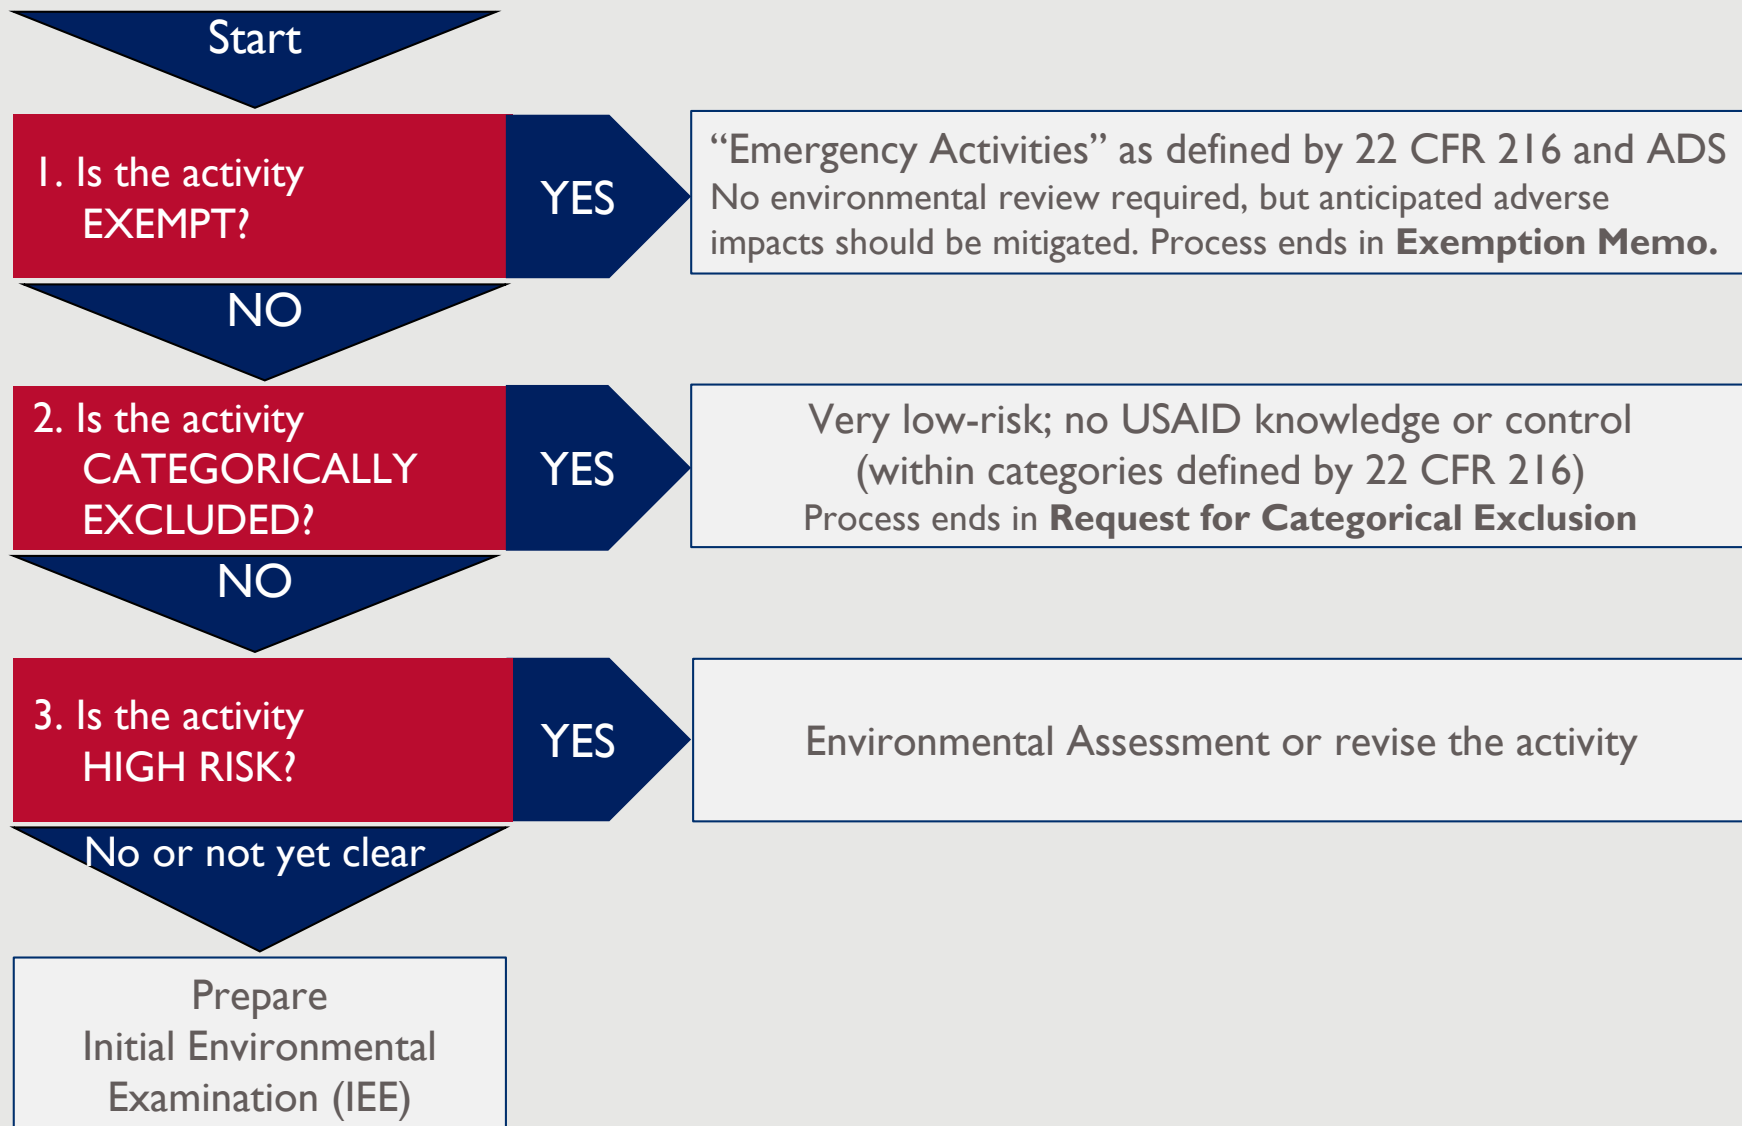 Start
1. Is the activity
EXEMPT?
YES
“Emergency Activities” as defined by 22 CFR 216 and ADS
No environmental review required, but anticipated adverse
impacts should be mitigated. Process ends in Exemption Memo.
NO
2. Is the activity
CATEGORICALLY
EXCLUDED?
YES
Very low-risk; no USAID knowledge or control
(within categories defined by 22 CFR 216)
Process ends in Request for Categorical Exclusion
NO
3. Is the activity
HIGH RISK?
YES
Environmental Assessment or revise the activity
No or not yet clear
Prepare
Initial Environmental
Examination (IEE)